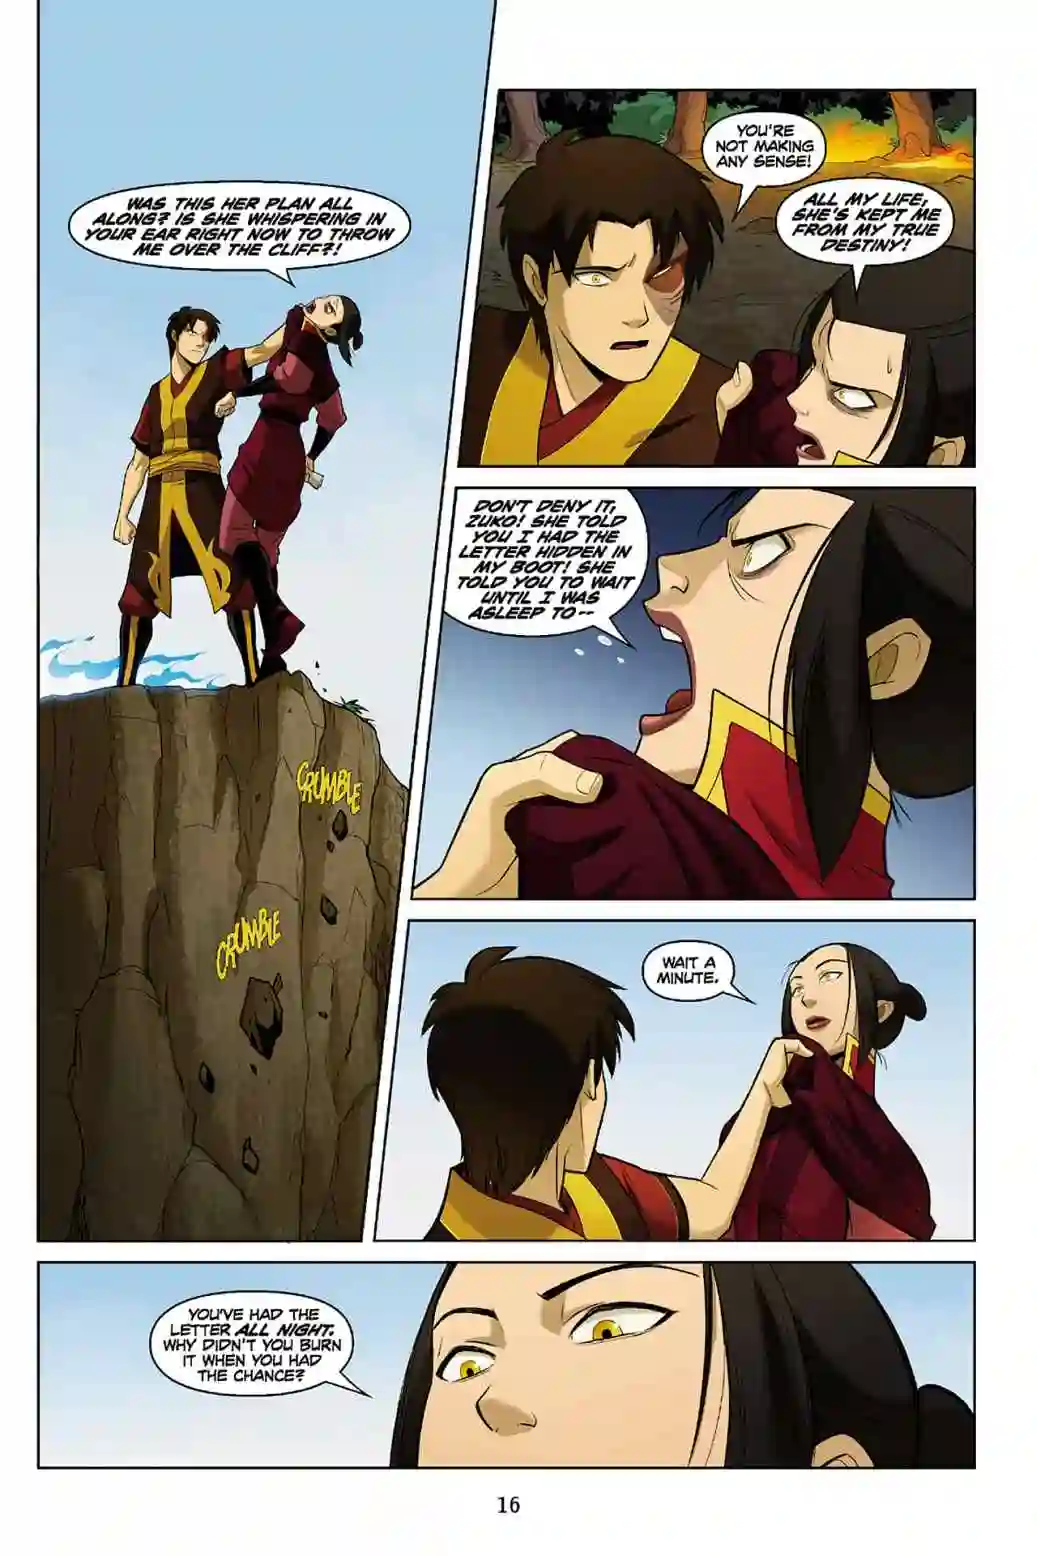 WAS THIS HER PLAN ALL
ALONG? IS SHE WHISPERING IN
YOUR EAR RIGHT NOW TO THROW
ME OVER THE CLIFF?!
CRUMBLE
CRUMBLE
YOU'RE
NOT MAKING
ANY SENSE!
ALL MY LIFE,
SHE'S KEPT ME
FROM MY TRUE
DESTINY!
DON'T DENY IT,
ZUKO! SHE TOLD
YOU I HAD THE
LETTER HIDDEN IN
MY BOOT! SHE
TOLD YOU TO WAIT
UNTIL I WAS
ASLEEP TO--
WAIT A
MINUTE.
YOU'VE HAD THE
LETTER ALL NIGHT.
WHY DIDN'T YOU BURN
IT WHEN YOU HAD
THE CHANCE?
16